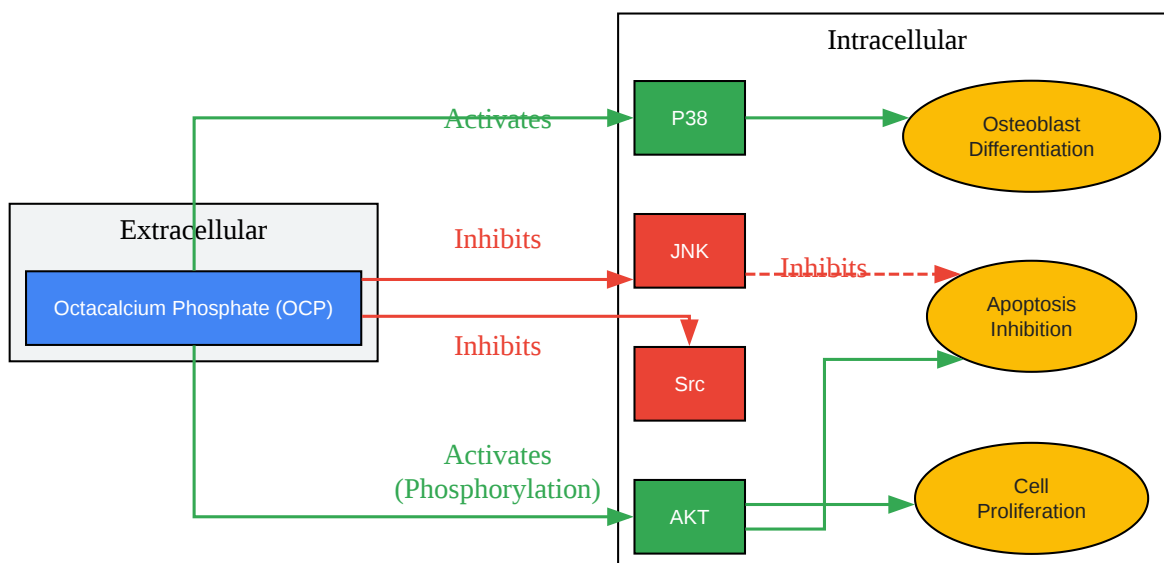 Intracellular
Activates
P38
Osteoblast
Differentiation
Extracellular
Inhibits
JNK
Inhibits
Octacalcium Phosphate (OCP)
Apoptosis
Inhibition
Inhibits
Src
Activates
(Phosphorylation)
AKT
Cell
Proliferation